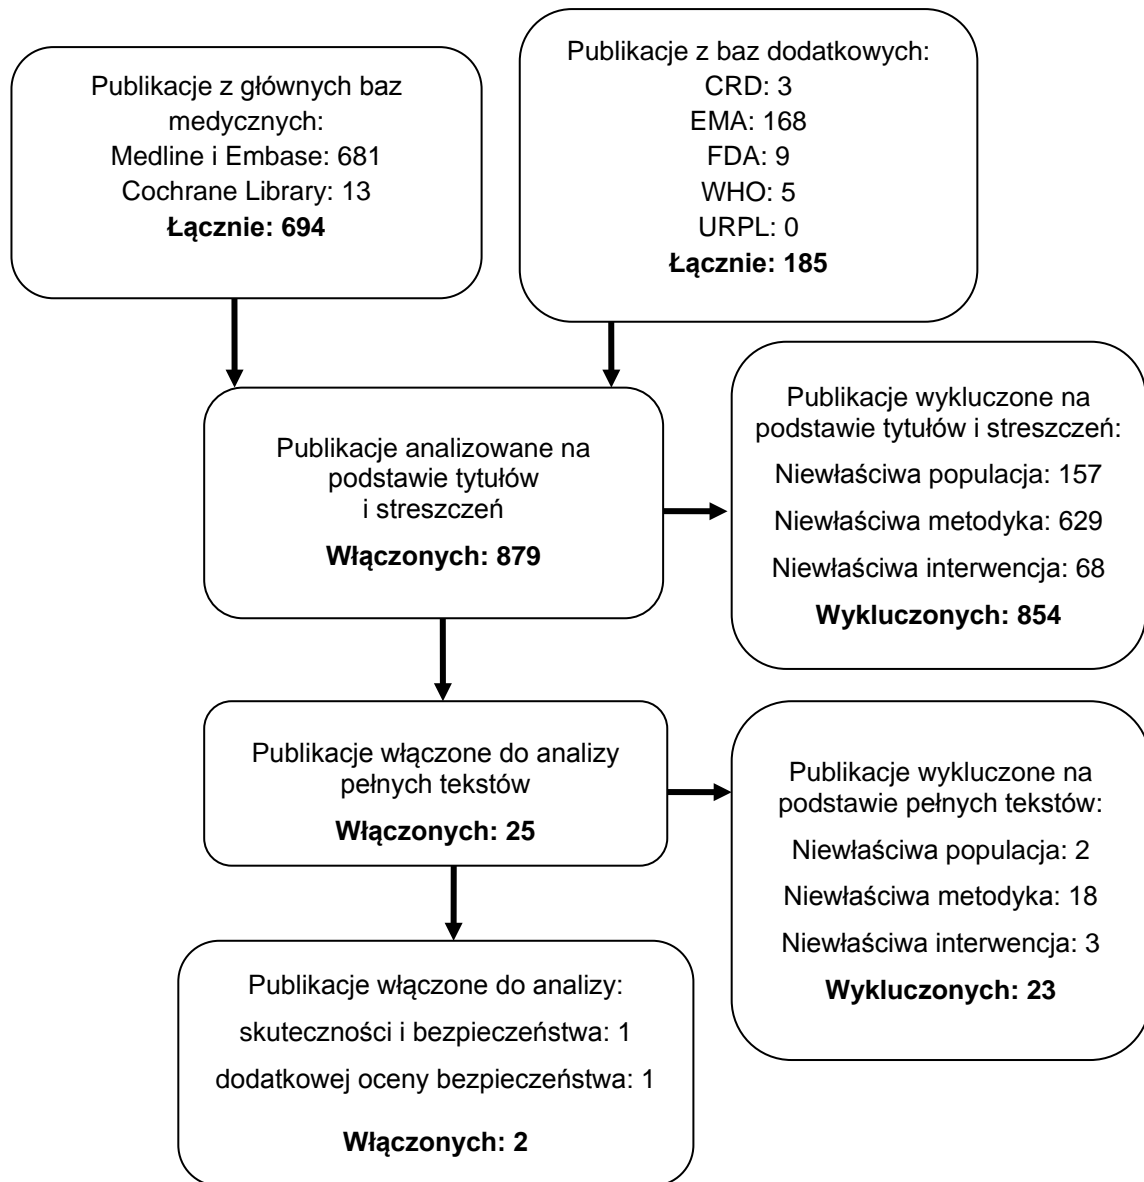 Publikacje z głównych baz
medycznych:
Medline i Embase: 681
Cochrane Library: 13
Łącznie: 694
Publikacje z baz dodatkowych:
CRD: 3
EMA: 168
FDA: 9
WHO: 5
URPL: 0
Łącznie: 185
Publikacje analizowane na
podstawie tytułów
i streszczeń
Włączonych: 879
Publikacje wykluczone na
podstawie tytułów i streszczeń:
Niewłaściwa populacja: 157
Niewłaściwa metodyka: 629
Niewłaściwa interwencja: 68
Wykluczonych: 854
Publikacje włączone do analizy
pełnych tekstów
Włączonych: 25
Publikacje wykluczone na
podstawie pełnych tekstów:
Niewłaściwa populacja: 2
Niewłaściwa metodyka: 18
Niewłaściwa interwencja: 3
Wykluczonych: 23
Publikacje włączone do analizy:
skuteczności i bezpieczeństwa: 1
dodatkowej oceny bezpieczeństwa: 1
Włączonych: 2